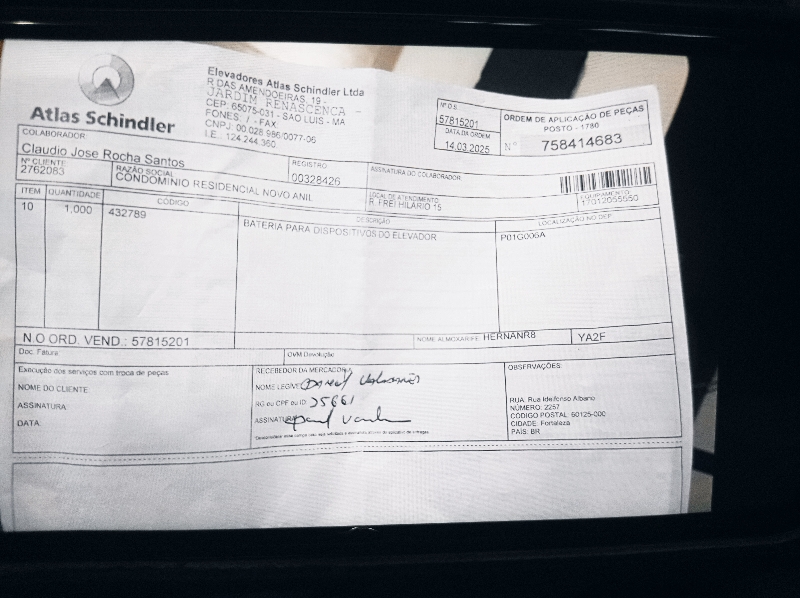 Atlas Schindler
Elevadores Atlas Schindler Ltda
R DAS AMENDOEIRAS, 19 -
JARDIM RENASCENCA -
CEP: 65075-031 - SAO LUIS - MA
FONES: / - FAX:
CNPJ: 00.028.986/0077-06
I.E.: 124.244.360
Nº O.S.
57815201
DATA DA ORDEM
14.03.2025
ORDEM DE APLICAÇÃO DE PEÇAS
POSTO - 1780
Nº 758414683
COLABORADOR:
Claudio Jose Rocha Santos
REGISTRO
00328426
ASSINATURA DO COLABORADOR:
Nº CLIENTE
2762083
RAZÃO SOCIAL
CONDOMINIO RESIDENCIAL NOVO ANIL
LOCAL DE ATENDIMENTO
R. FREI HILARIO 15
EQUIPAMENTO
ITEM QUANTIDADE CÓDIGO DESCRIÇÃO LOCALIZAÇÃO NO DEP.
10 1,000 432789 BATERIA PARA DISPOSITIVOS DO ELEVADOR P01G006A
N.O ORD. VEND.: 57815201
NOME ALMOXARIFE: HERNANR8 YA2F
Doc. Fatura
OVM Devolução
Execução dos serviços com troca de peças
NOME DO CLIENTE
ASSINATURA:
DATA
RECEBEDOR DA MERCADORIA
NOME LEGÍVEL
RG ou CPF ou ID 35661
ASSINATURA
OBSERVAÇÕES:
RUA: Rua Idelfonso Albano
NÚMERO: 2257
CÓDIGO POSTAL: 60125-000
CIDADE: Fortaleza
PAIS: BR